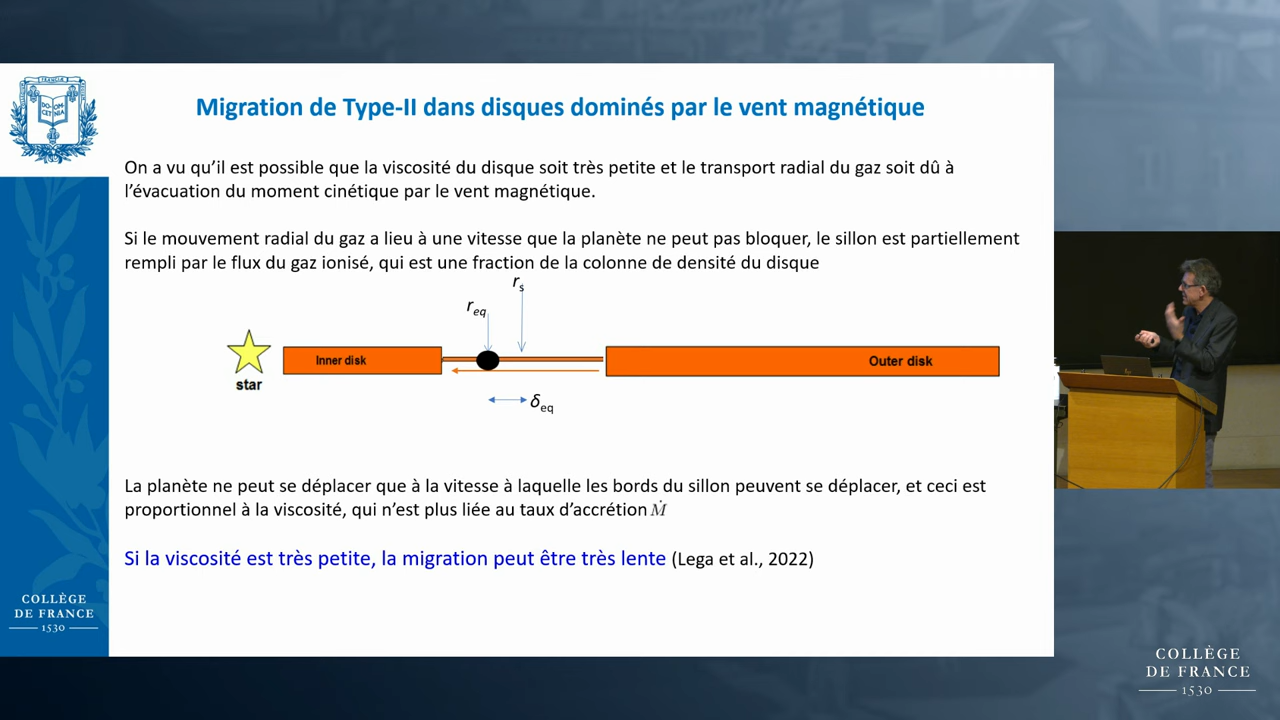 Migration de Type-II dans disques dominés par le vent magnétique
On a vu qu'il est possible que la viscosité du disque soit très petite et le transport radial du gaz soit dû à
l'évacuation du moment cinétique par le vent magnétique.
Si le mouvement radial du gaz a lieu à une vitesse que la planète ne peut pas bloquer, le sillon est partiellement
rempli par le flux du gaz ionisé, qui est une fraction de la colonne de densité du disque
r_s
r_eq
Inner disk
Outer disk
star
δ_eq
La planète ne peut se déplacer que à la vitesse à laquelle les bords du sillon peuvent se déplacer, et ceci est
proportionnel à la viscosité, qui n'est plus liée au taux d'accrétion Ṁ
Si la viscosité est très petite, la migration peut être très lente (Lega et al., 2022)
COLLÈGE
DE FRANCE
1530
COLLÈGE
DE FRANCE
1530